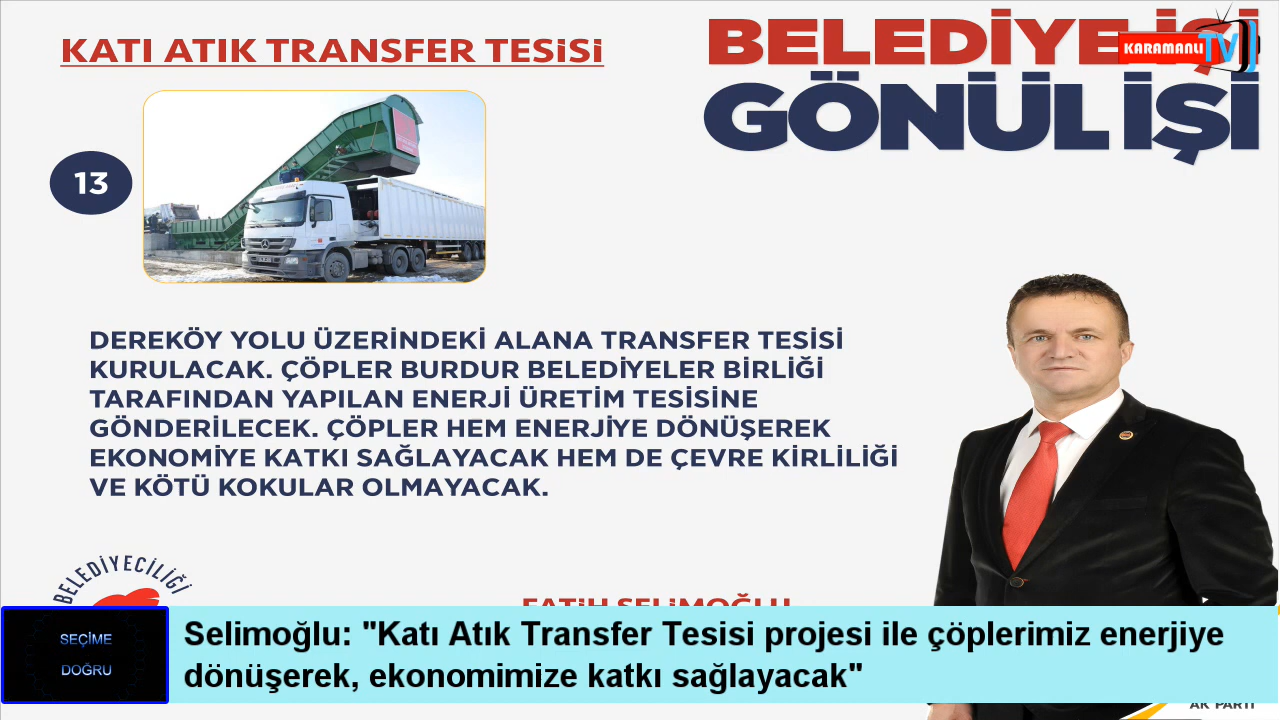 KATI ATIK TRANSFER TESİSİ
BELEDİYE İŞİ
KARAMANLI TV
GÖNÜL İŞİ
13
DEREKÖY YOLU ÜZERİNDEKİ ALANA TRANSFER TESİSİ
KURULACAK. ÇÖPLER BURDUR BELEDİYELER BİRLİĞİ
TARAFINDAN YAPILAN ENERJİ ÜRETİM TESİSİNE
GÖNDERİLECEK. ÇÖPLER HEM ENERJİYE DÖNÜŞEREK
EKONOMİYE KATKI SAĞLAYACAK HEM DE ÇEVRE KİRLİLİĞİ
VE KÖTÜ KOKULAR OLMAYACAK.
BELEDİYECİLİĞİ
FATİH SELİMOĞLU
SEÇİME
DOĞRU
Selimoğlu: "Katı Atık Transfer Tesisi projesi ile çöplerimiz enerjiye
dönüşerek, ekonomimize katkı sağlayacak"
AK PARTİ